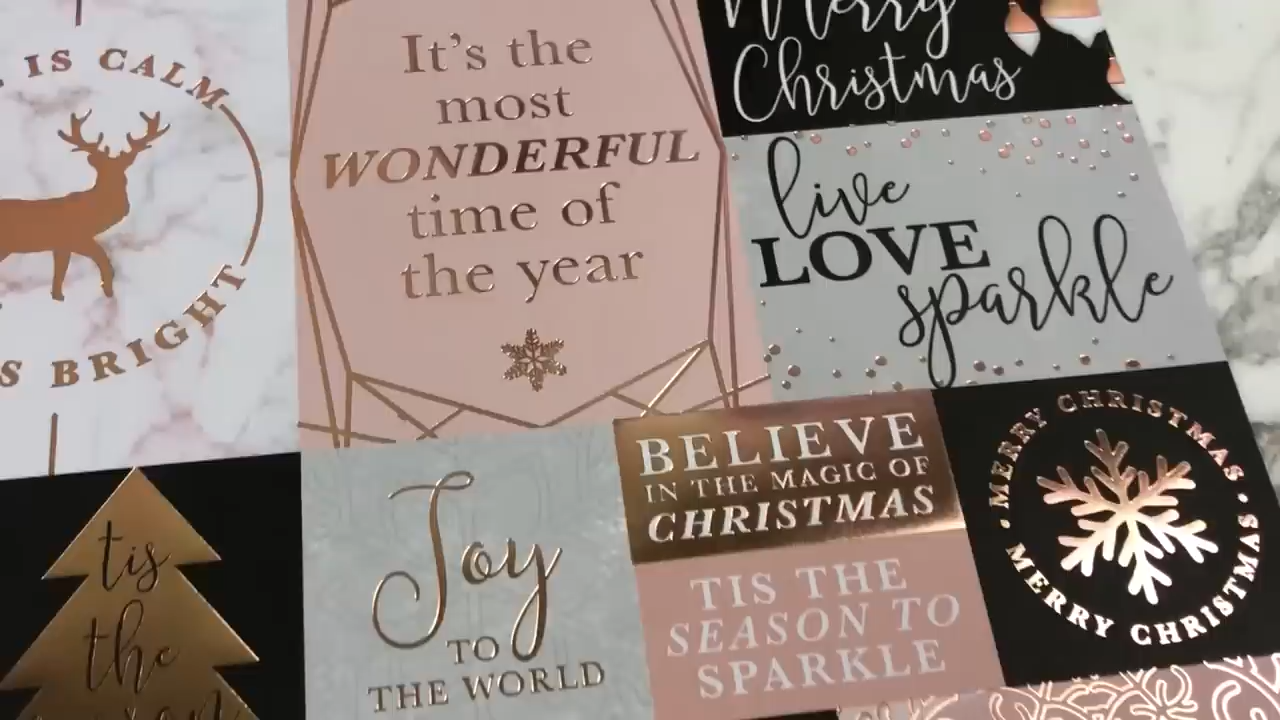 IS CALM
S BRIGHT
It's the
most
WONDERFUL
time of
the year
Merry
Christmas
live
LOVE
sparkle
tis
the
Joy
TO
THE WORLD
BELIEVE
IN THE MAGIC OF
CHRISTMAS
TIS THE
SEASON TO
SPARKLE
MERRY CHRISTMAS
MERRY CHRISTMAS